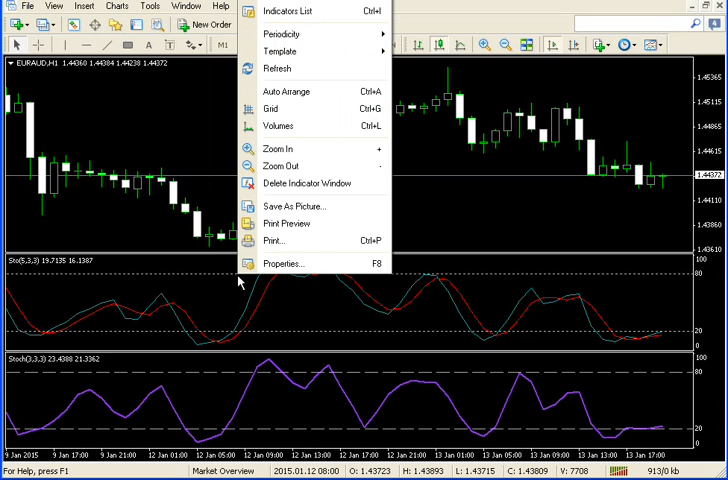 File View Insert Charts Tools Window Help
New Order
4
A T M1
EURAUD,H1 1.44360 1.44384 1.44238 1.44372
Indicators List Ctrl+I
Periodicity
Template
Refresh
Auto Arrange Ctrl+A
Grid Ctrl+G
Volumes Ctrl+L
Zoom In +
Zoom Out -
Delete Indicator Window
Save As Picture...
Print Preview
Print... Ctrl+P
Properties... F8
1.45365
1.45110
1.44865
1.44615
1.44372
1.44110
1.43860
1.43610
Sto(5,3,3) 19.7135 16.1387
100
80
20
0
Stoch(3,3,3) 23.4388 21.3362
100
80
20
0
9 Jan 2015 9 Jan 17:00 9 Jan 21:00 12 Jan 01:00 12 Jan 05:00 12 Jan 09:00 12 Jan 13:00 12 Jan 17:00 12 Jan 21:00 13 Jan 01:00 13 Jan 05:00 13 Jan 09:00 13 Jan 13:00 13 Jan 17:00
For Help, press F1 Market Overview 2015.01.12 08:00 O: 1.43723 H: 1.43893 L: 1.43715 C: 1.43809 V: 7708 913/0 kb